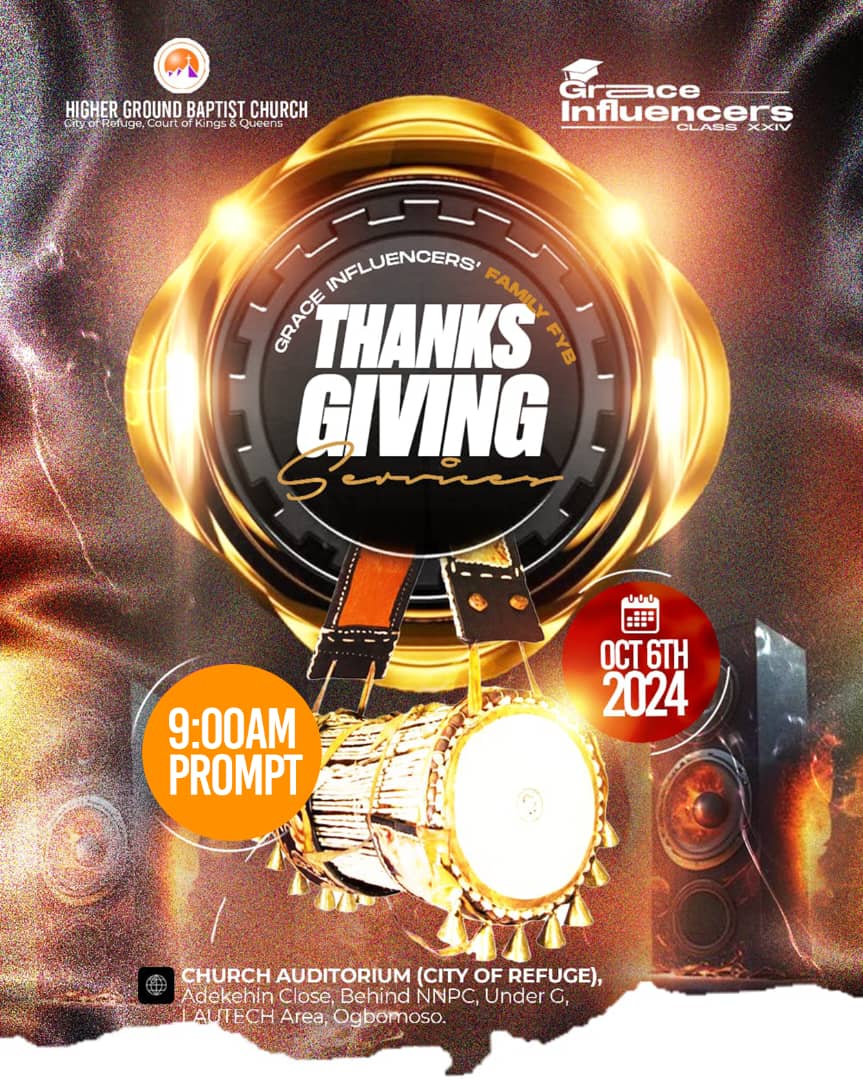 HIGHER GROUND BAPTIST CHURCH
City of Refuge, Court of Kings & Queens
Grace
Influencers
CLASS XXIV
GRACE INFLUENCERS' FAMILY FYB
THANKS
GIVING
Services
OCT 6TH
2024
9:00AM
PROMPT
CHURCH AUDITORIUM (CITY OF REFUGE),
Adekehin Close, Behind NNPC, Under G,
LAUTECH Area, Ogbomoso.